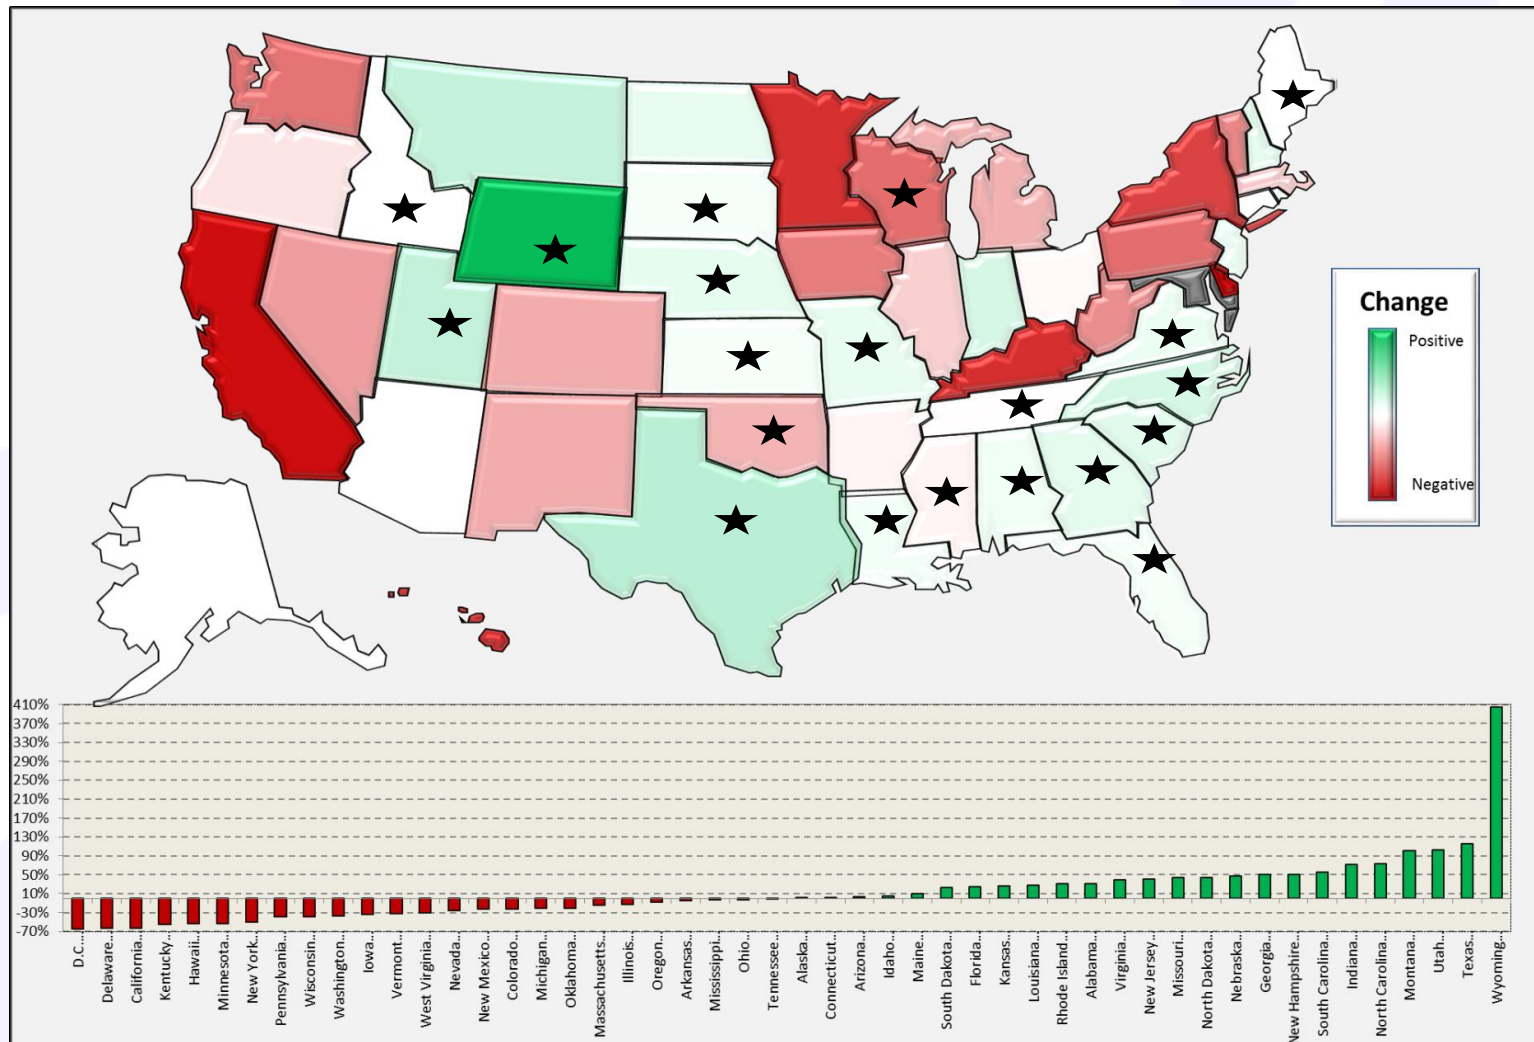 Change
Positive
Negative
410%
370%
330%
290%
250%
210%
170%
130%
90%
50%
10%
-30%
-70%
D.C...
Delaware...
California...
Kentucky...
Hawaii...
Minnesota...
New York...
Pennsylvania...
Wisconsin...
Washington...
Iowa...
Vermont...
West Virginia...
Nevada...
New Mexico...
Colorado...
Michigan...
Oklahoma...
Massachusetts...
Illinois...
Oregon...
Arkansas...
Mississippi...
Ohio...
Tennessee...
Alaska...
Connecticut...
Arizona...
Idaho...
Maine...
South Dakota...
Florida...
Kansas...
Louisiana...
Rhode Island...
Alabama...
Virginia...
New Jersey...
Missouri...
North Dakota...
Nebraska...
Georgia...
New Hampshire...
South Carolina...
Indiana...
North Carolina...
Montana...
Utah...
Texas...
Wyoming...